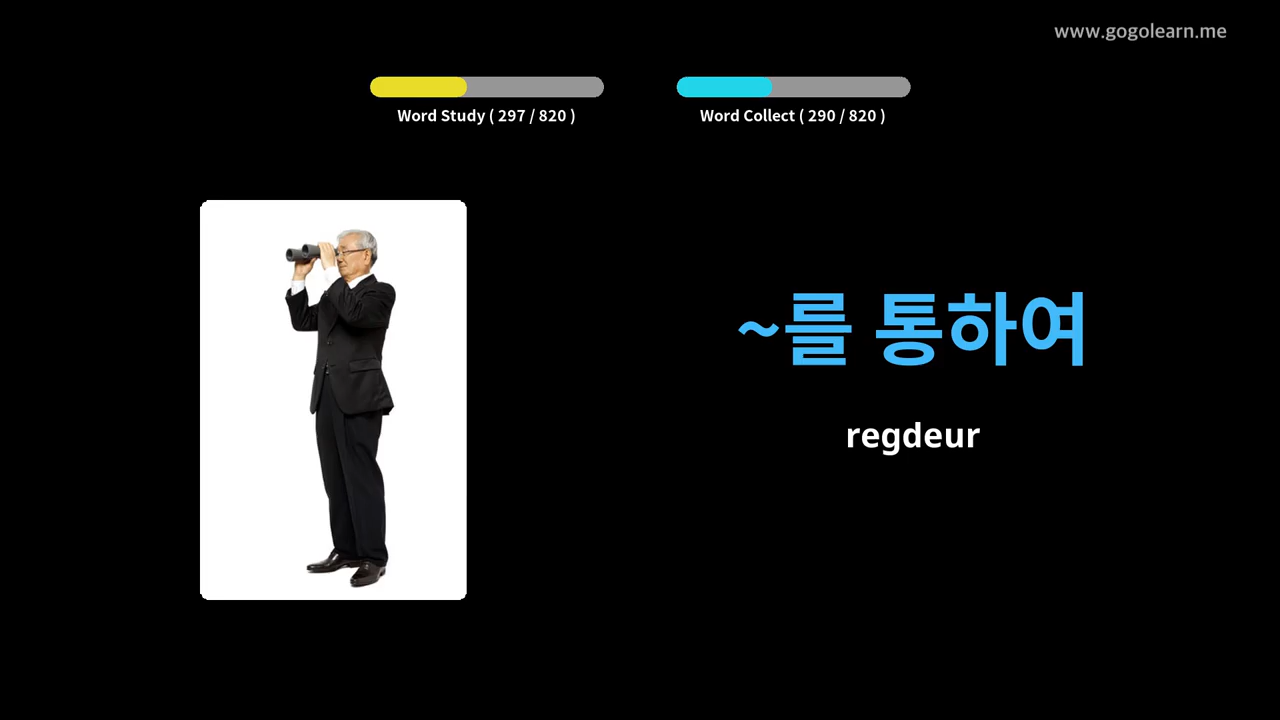 www.gogolearn.me
Word Study ( 297 / 820 )
Word Collect ( 290 / 820 )
~를 통하여
regdeur